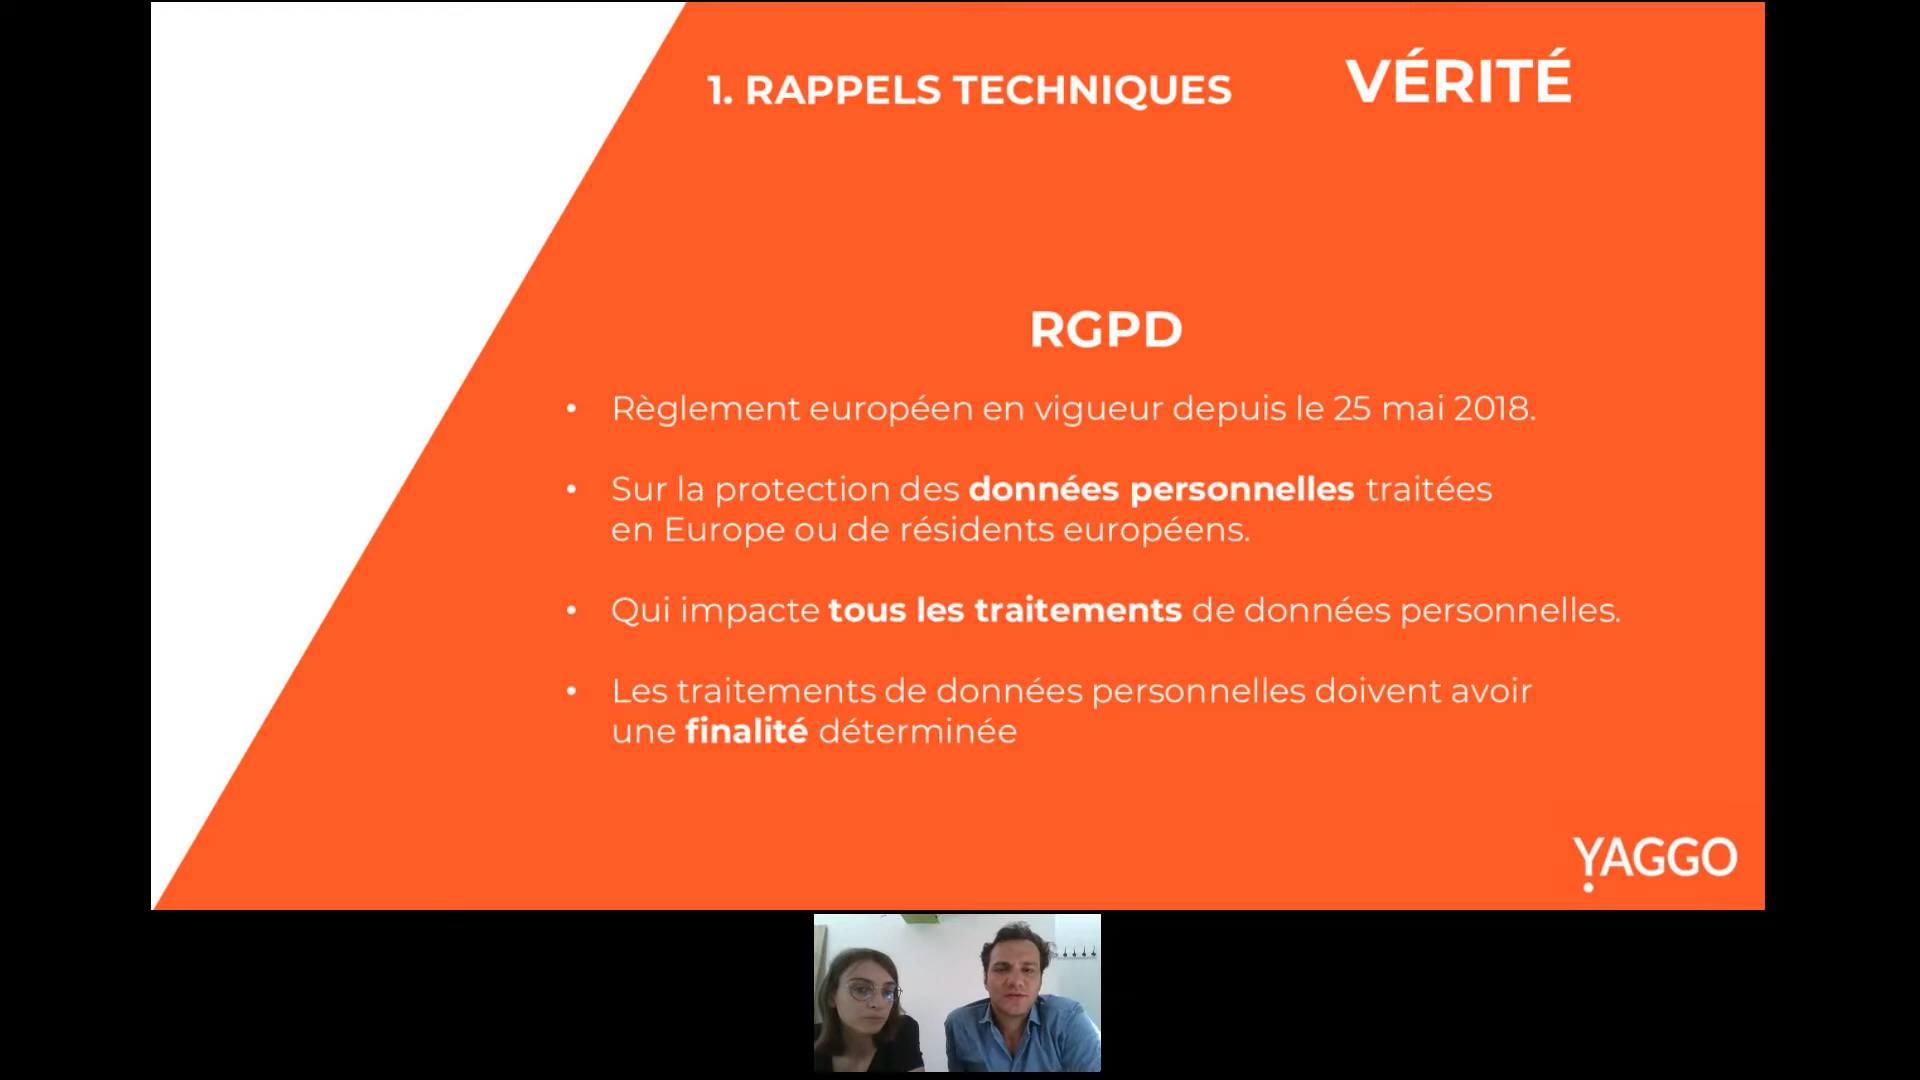 1. RAPPELS TECHNIQUES
VÉRITÉ
RGPD
• Règlement européen en vigueur depuis le 25 mai 2018.
• Sur la protection des données personnelles traitées
en Europe ou de résidents européens.
• Qui impacte tous les traitements de données personnelles.
• Les traitements de données personnelles doivent avoir
une finalité déterminée
YAGGO